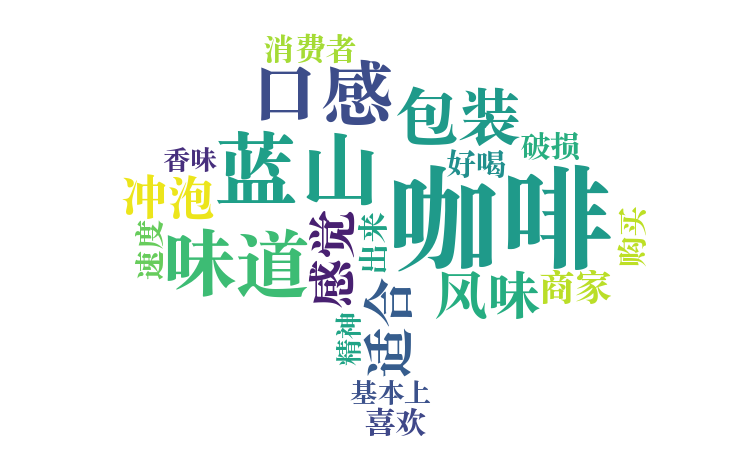 消费者
口感
包装
破损
香味
蓝山
好喝
咖啡
冲泡
速度
味道
感觉
出来
购买
风味
商家
适合
精神
基本上
喜欢